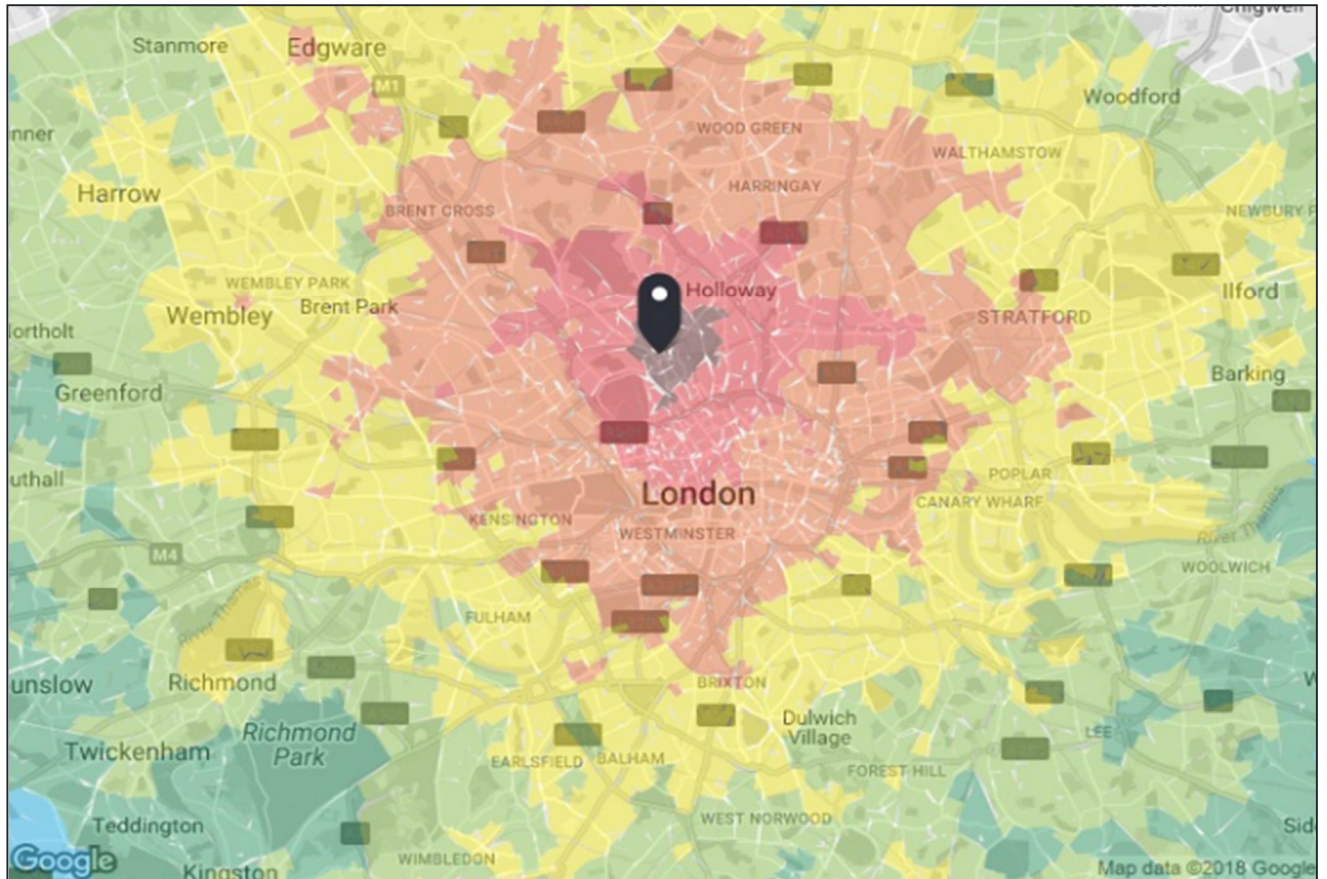 Chigwell
Stanmore
Edgware
M1
Woodford
nner
WOOD GREEN
WALTHAMSTOW
Harrow
HARRINGAY
BRENT CROSS
NEWBURY P
WEMBLEY PARK
Holloway
Ilford
Brent Park
Wembley
STRATFORD
ortholt
Barking
Greenford
POPLAR
uthall
London
CANARY WHARF
KENSINGTON
WESTMINSTER
River Thames
M4
WOOLWICH
River Thames
FULHAM
unslow
Richmond
BRIXTON
W
Dulwich
Village
Richmond
Park
LEE
Twickenham
EARLSFIELD
BALHAM
FOREST HILL
WEST NORWOOD
Teddington
Sid
WIMBLEDON
Google
Kingston
Map data ©2018 Google